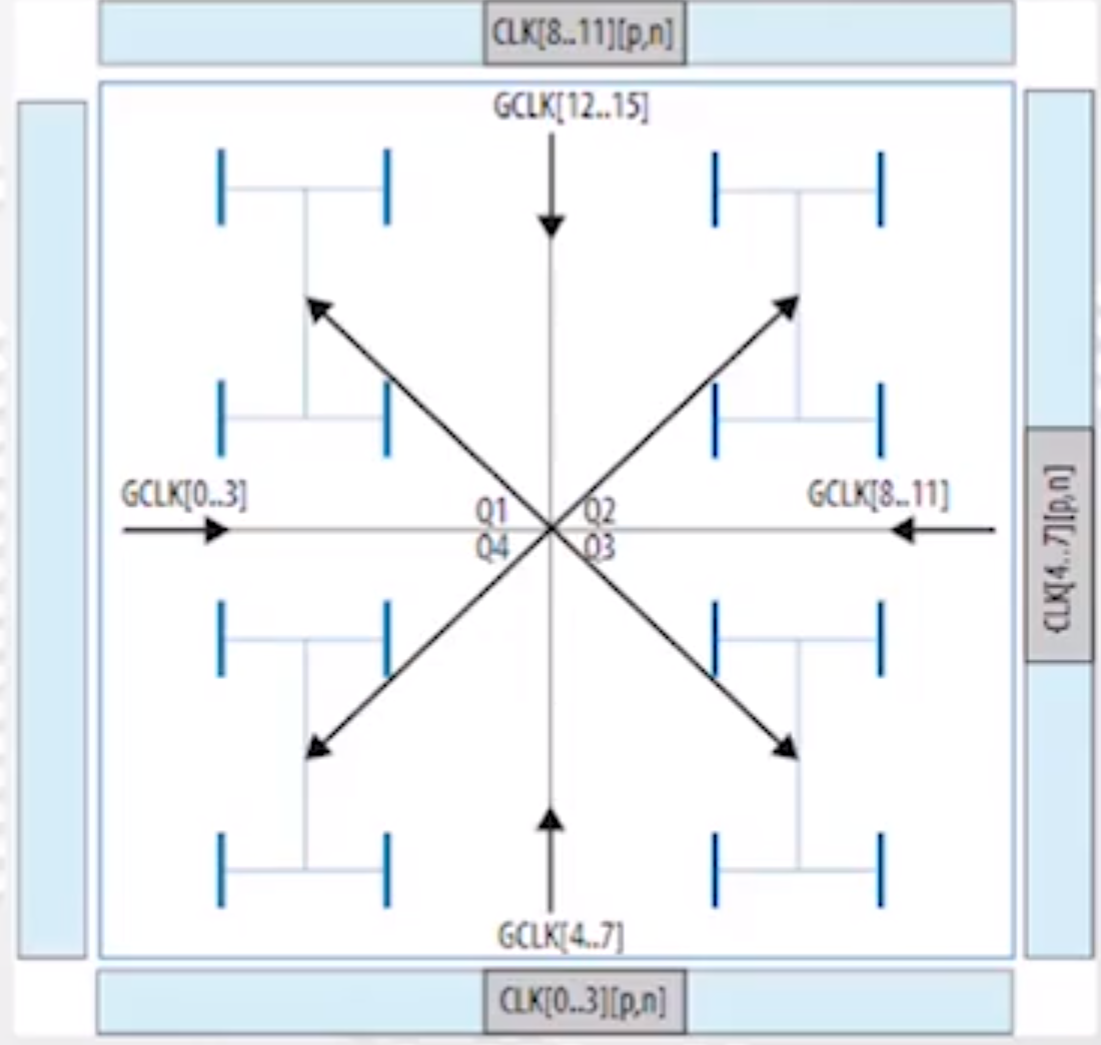 CLK[8..11][p,n]
GCLK[12..15]
GCLK[0..3]
GCLK[8..11]
Q1 Q2
Q4 Q3
CLK[4..7][p,n]
GCLK[4..7]
CLK[0..3][p,n]